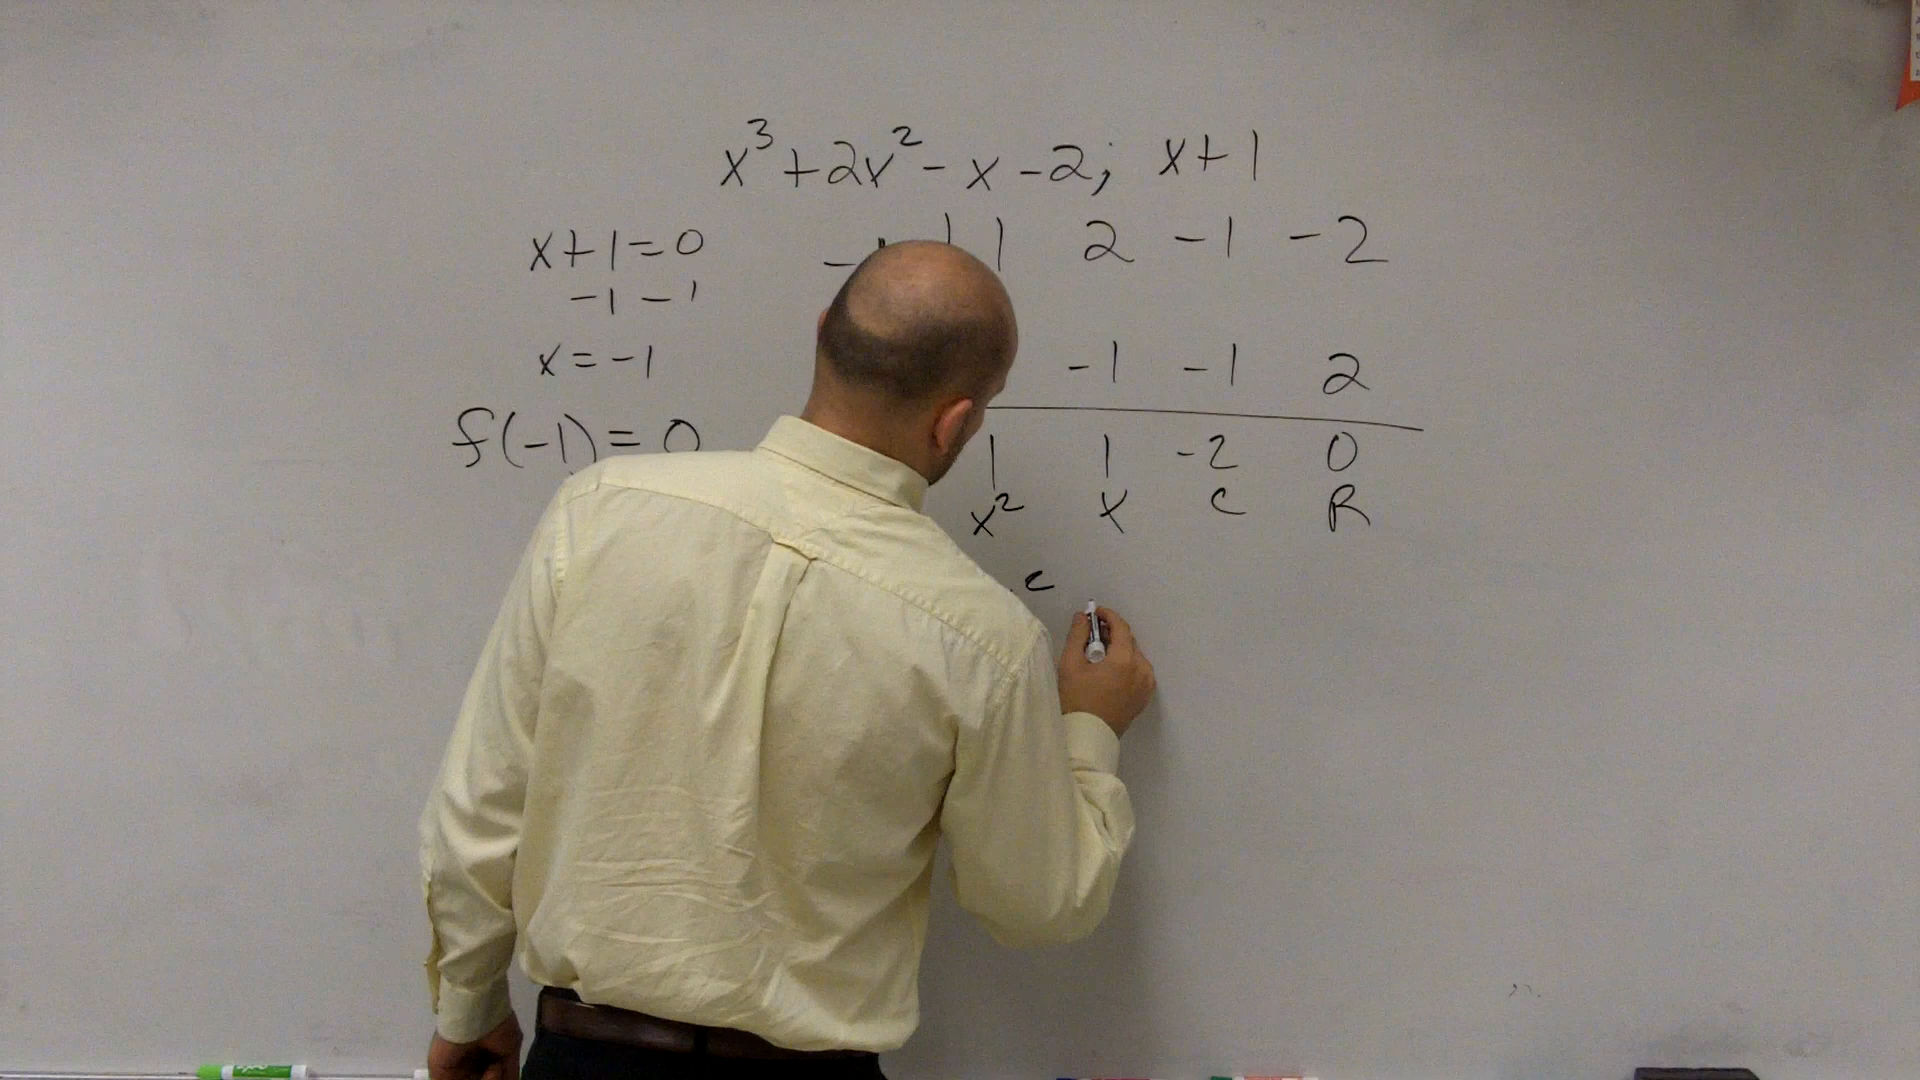 x³+2x²-x-2; x+1
x+1=0
-1 -1
x=-1
f(-1)=0
1 2 -1 -2
-1 -1 2
1 1 -2 0
x² x C R